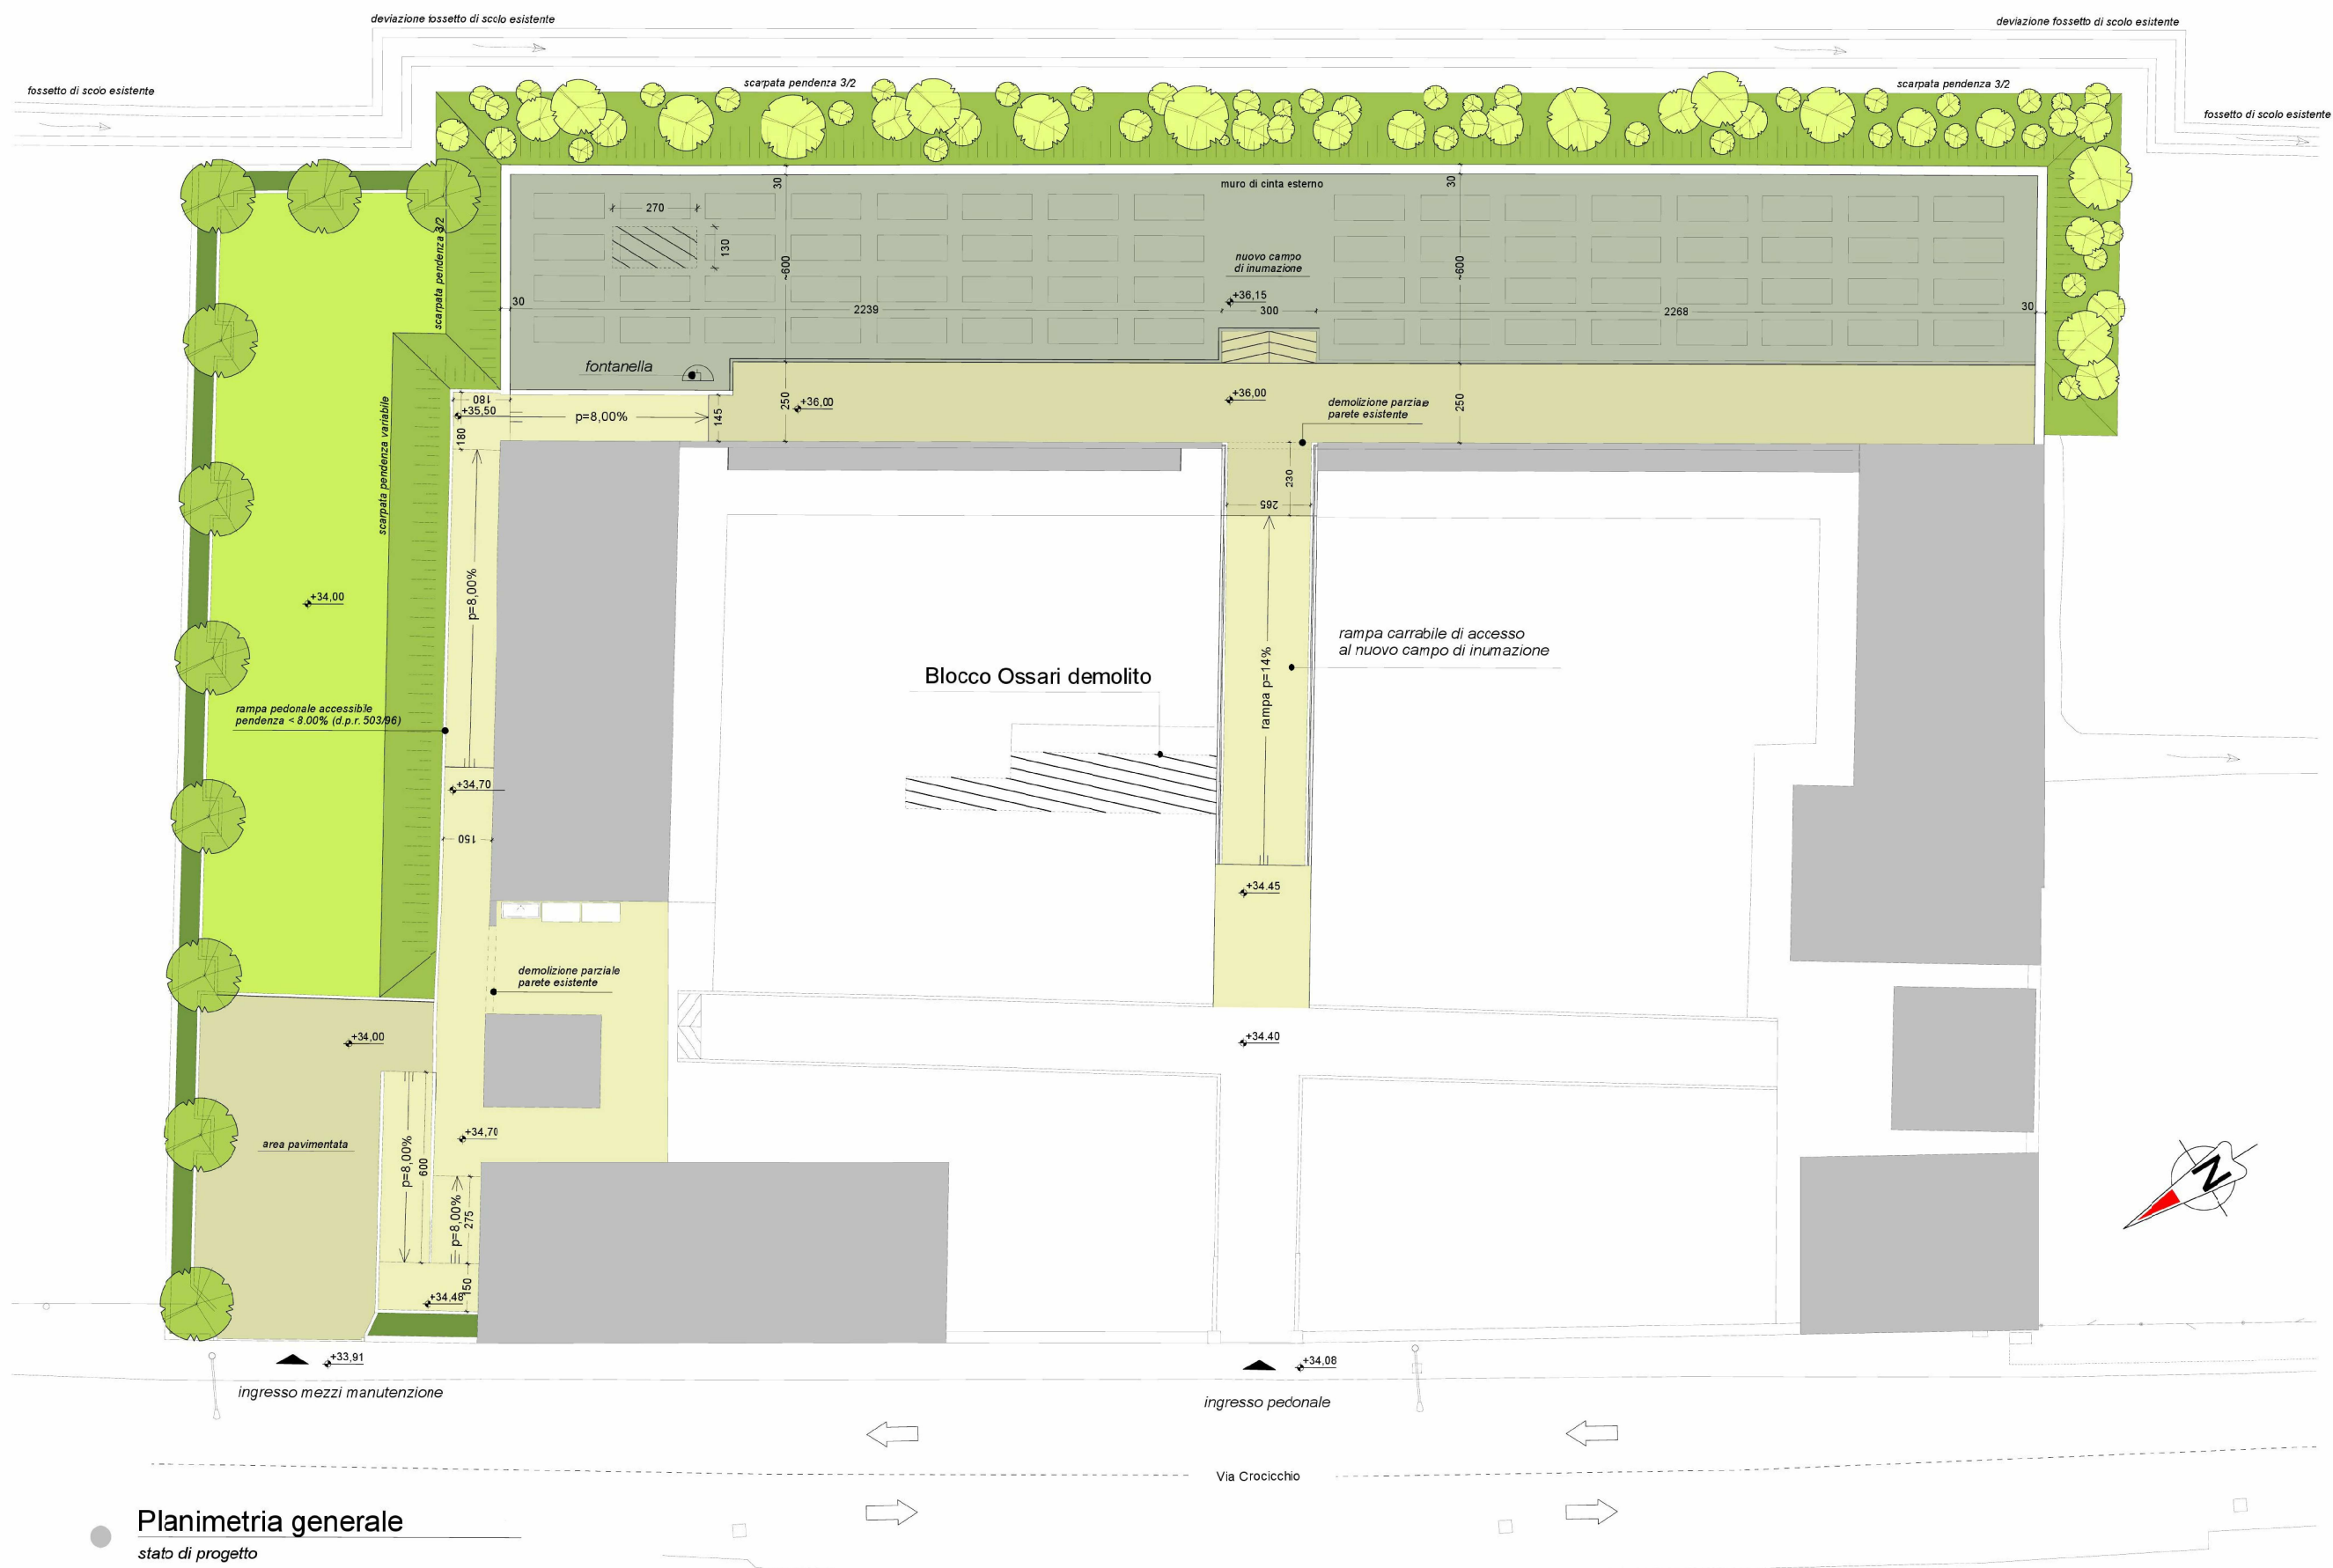 deviazione fossetto di scolo esistente
deviazione fossetto di scolo esistente
fossetto di scolo esistente
scarpata pendenza 3/2
scarpata pendenza 3/2
fossetto di scolo esistente
30
muro di cinta esterno
30
270
130
scarpata pendenza 3/2
~600
nuovo campo
di inumazione
~600
+36,15
30
2239
300
2268
30
fontanella
180
+35,50
p=8,00%
145
250
+36,00
+36,00
demolizione parziale
parete esistente
250
180
scarpata pendenza variabile
230
265
p=8,00%
+34,00
rampa carrabile di accesso
al nuovo campo di inumazione
Blocco Ossari demolito
rampa p=14%
rampa pedonale accessibile
pendenza < 8.00% (d.p.r. 503/96)
+34,70
150
+34.45
demolizione parziale
parete esistente
+34,00
+34.40
area pavimentata
p=8,00%
600
+34,70
p=8,00%
275
150
+34,48
+33,91
+34,08
ingresso mezzi manutenzione
ingresso pedonale
N
Via Crocicchio
Planimetria generale
stato di progetto